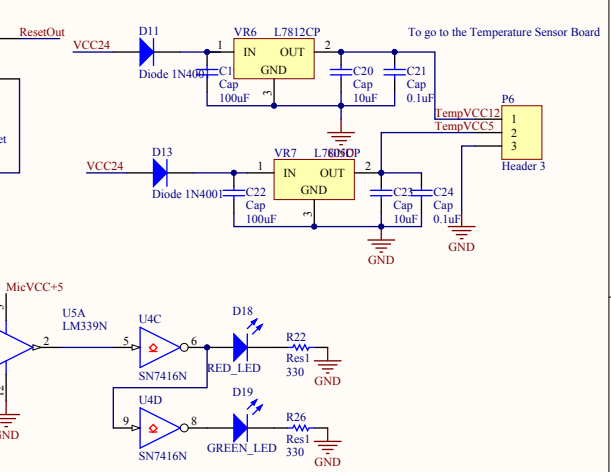 ResetOut
VCC24
D11
Diode 1N4001
1
VR6 L7812CP
IN OUT
GND
2
3
Cap
100uF
C20
Cap
10uF
C21
Cap
0.1uF
GND
To go to the Temperature Sensor Board
P6
TempVCC12
TempVCC5
1
2
3
Header 3
GND
VCC24
D13
Diode 1N4001
C22
Cap
100uF
1
VR7 L7805CP
IN OUT
GND
2
3
C23
Cap
10uF
C24
Cap
0.1uF
GND
et
MicVCC+5
U5A
LM339N
2
12
GND
U4C
5
6
SN7416N
D18
RED_LED
R22
Res1
330
GND
U4D
9
8
SN7416N
D19
GREEN_LED
R26
Res1
330
GND